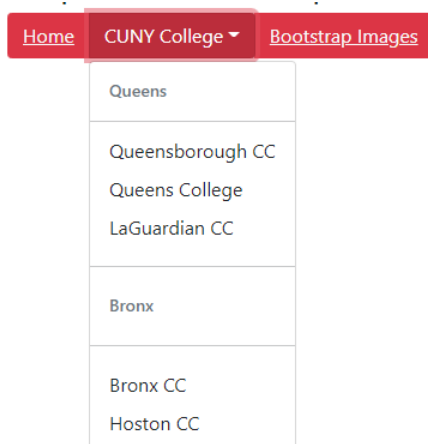 Home CUNY College Bootstrap Images
Queens
Queensborough CC
Queens College
LaGuardian CC
Bronx
Bronx CC
Hoston CC